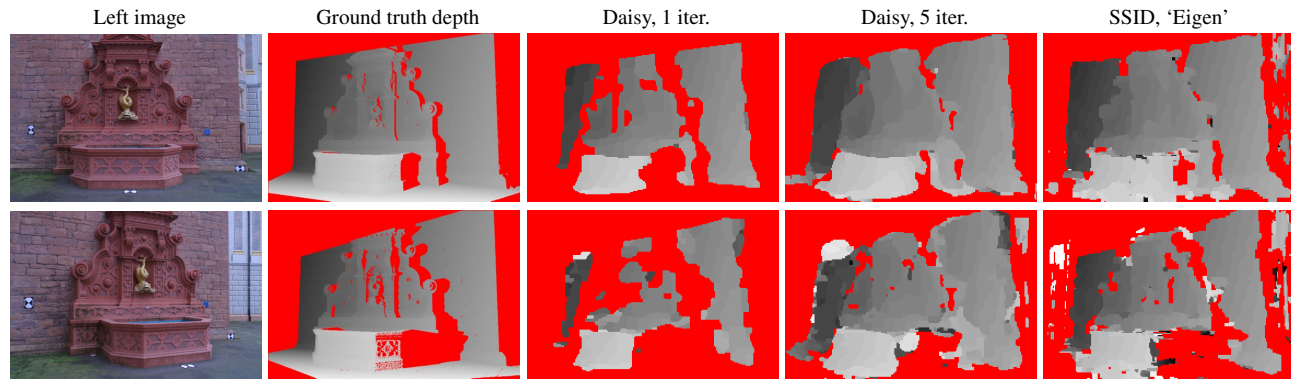 Left image
Ground truth depth
Daisy, 1 iter.
Daisy, 5 iter.
SSID, ‘Eigen’